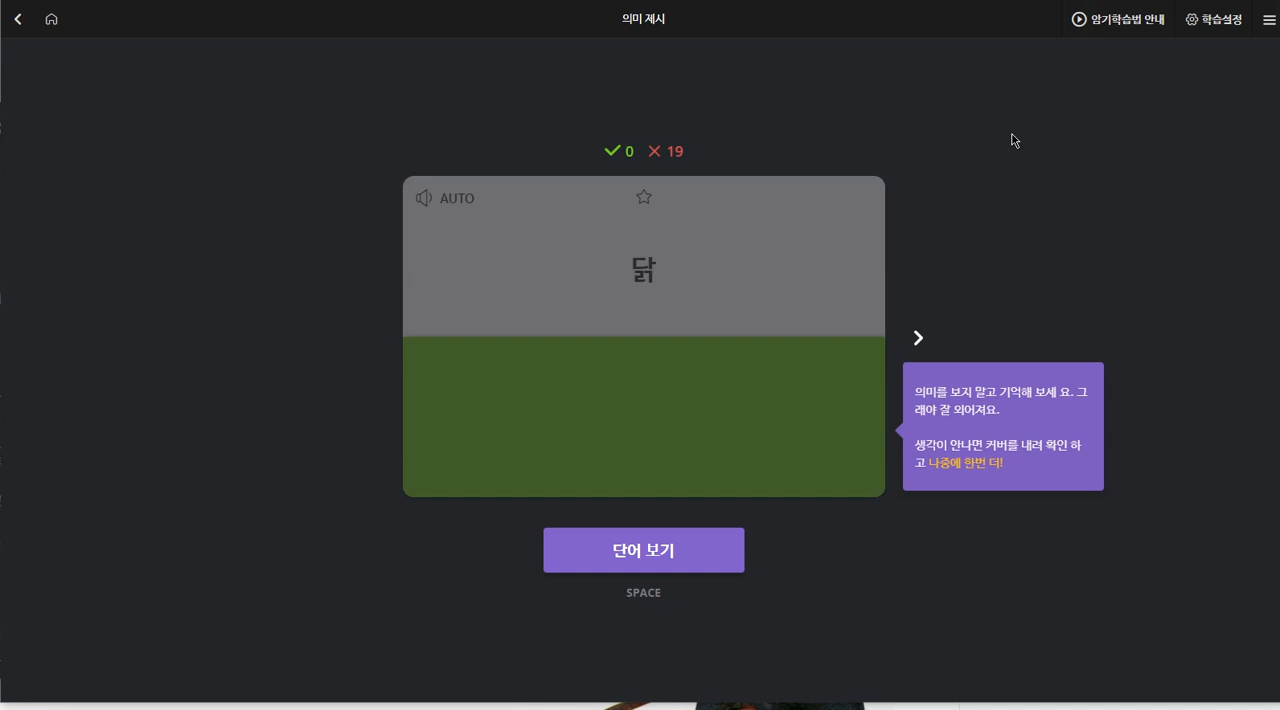 의미 제시
암기학습법 안내
학습설정
0
19
AUTO
닭
의미를 보지 말고 기억해 보세 요. 그
래야 잘 외어져요.
생각이 안나면 커버를 내려 확인 하
고 나중에 한번 더!
단어 보기
SPACE